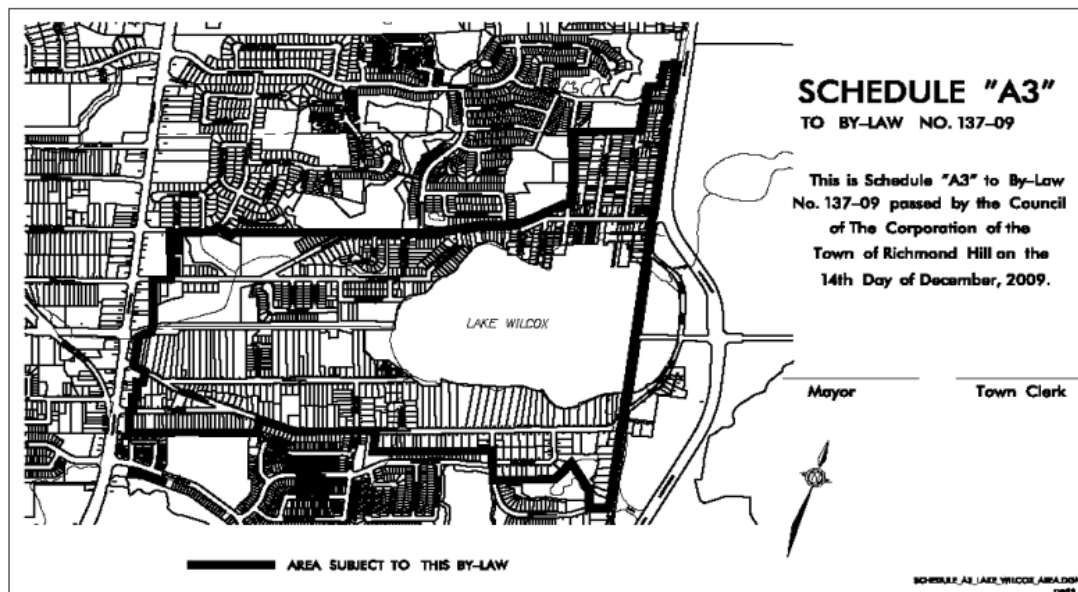 SCHEDULE "A3"
TO BY-LAW NO. 137-09
This is Schedule "A3" to By-Law
No. 137-09 passed by the Council
of The Corporation of the
Town of Richmond Hill on the
14th Day of December, 2009.
LAKE WILCOX
Mayor Town Clerk
AREA SUBJECT TO THIS BY-LAW
SCHEDULE_A3_LAKE_WILCOX_AREA.DGN